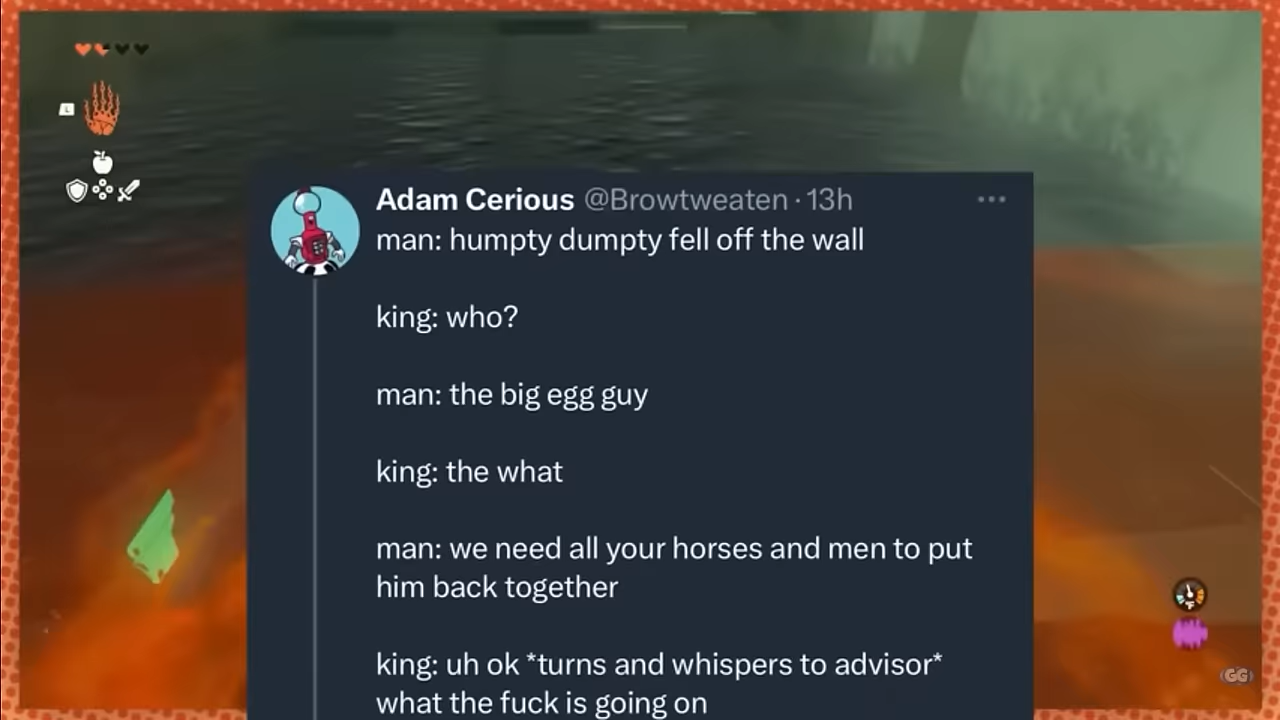 L
Adam Cerious @Browtweaten · 13h
man: humpty dumpty fell off the wall
king: who?
man: the big egg guy
king: the what
man: we need all your horses and men to put
him back together
king: uh ok *turns and whispers to advisor*
what the fuck is going on
°F
GG